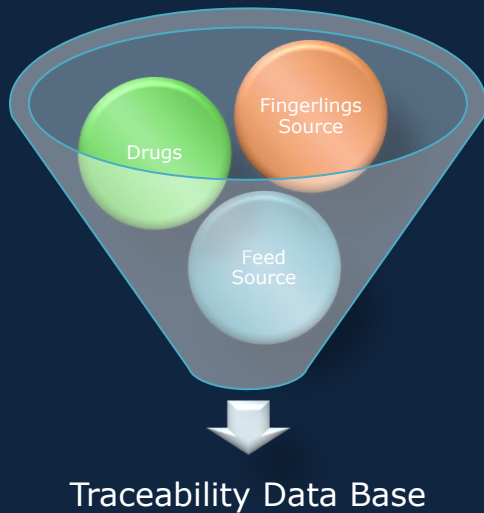 Fingerlings
Source
Drugs
Feed
Source
Traceability Data Base